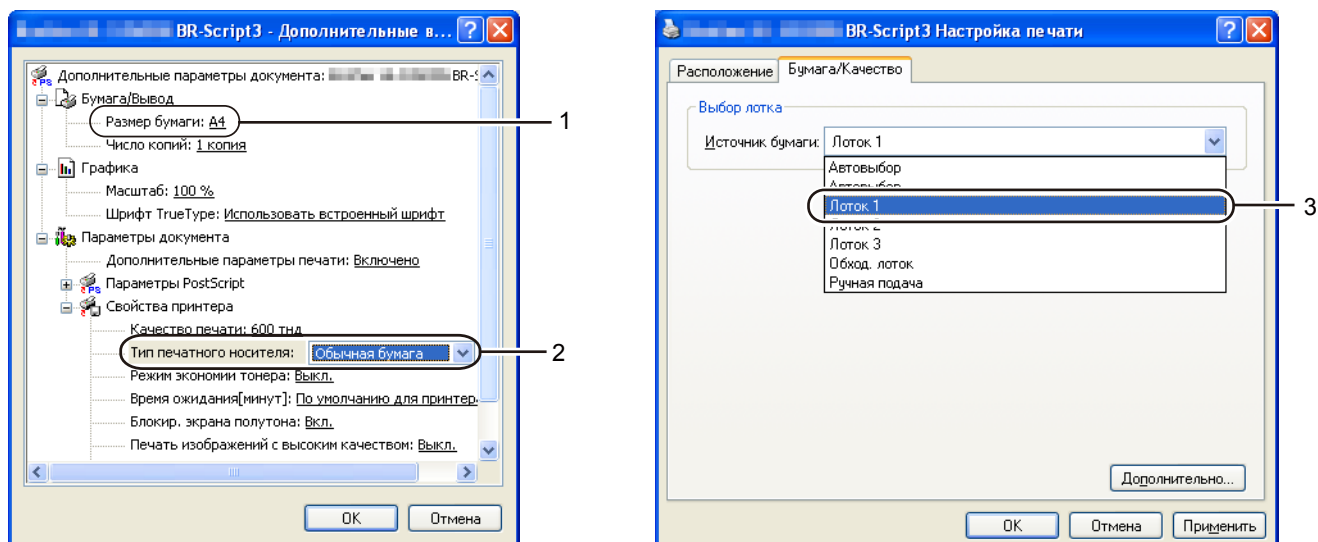 BR-Script3 - Дополнительные в...
Дополнительные параметры документа: BR-
Бумага/Вывод
Размер бумаги: A4
1
Число копий: 1 копия
Графика
Масштаб: 100 %
Шрифт TrueType: Использовать встроенный шрифт
Параметры документа
Дополнительные параметры печати: Включено
Параметры PostScript
Свойства принтера
Качество печати: 600 тнд
Тип печатного носителя: Обычная бумага
2
Режим экономии тонера: Выкл.
Время ожидания[минут]: По умолчанию для принтер
Блокир. экрана полутона: Вкл.
Печать изображений с высоким качеством: Выкл.
OK
Отмена
BR-Script3 Настройка печати
Расположение
Бумага/Качество
Выбор лотка
Источник бумаги: Лоток 1
Автовыбор
Автовыбор
Лоток 1
3
Лоток 2
Лоток 3
Обход. лоток
Ручная подача
Дополнительно...
OK
Отмена
Применить